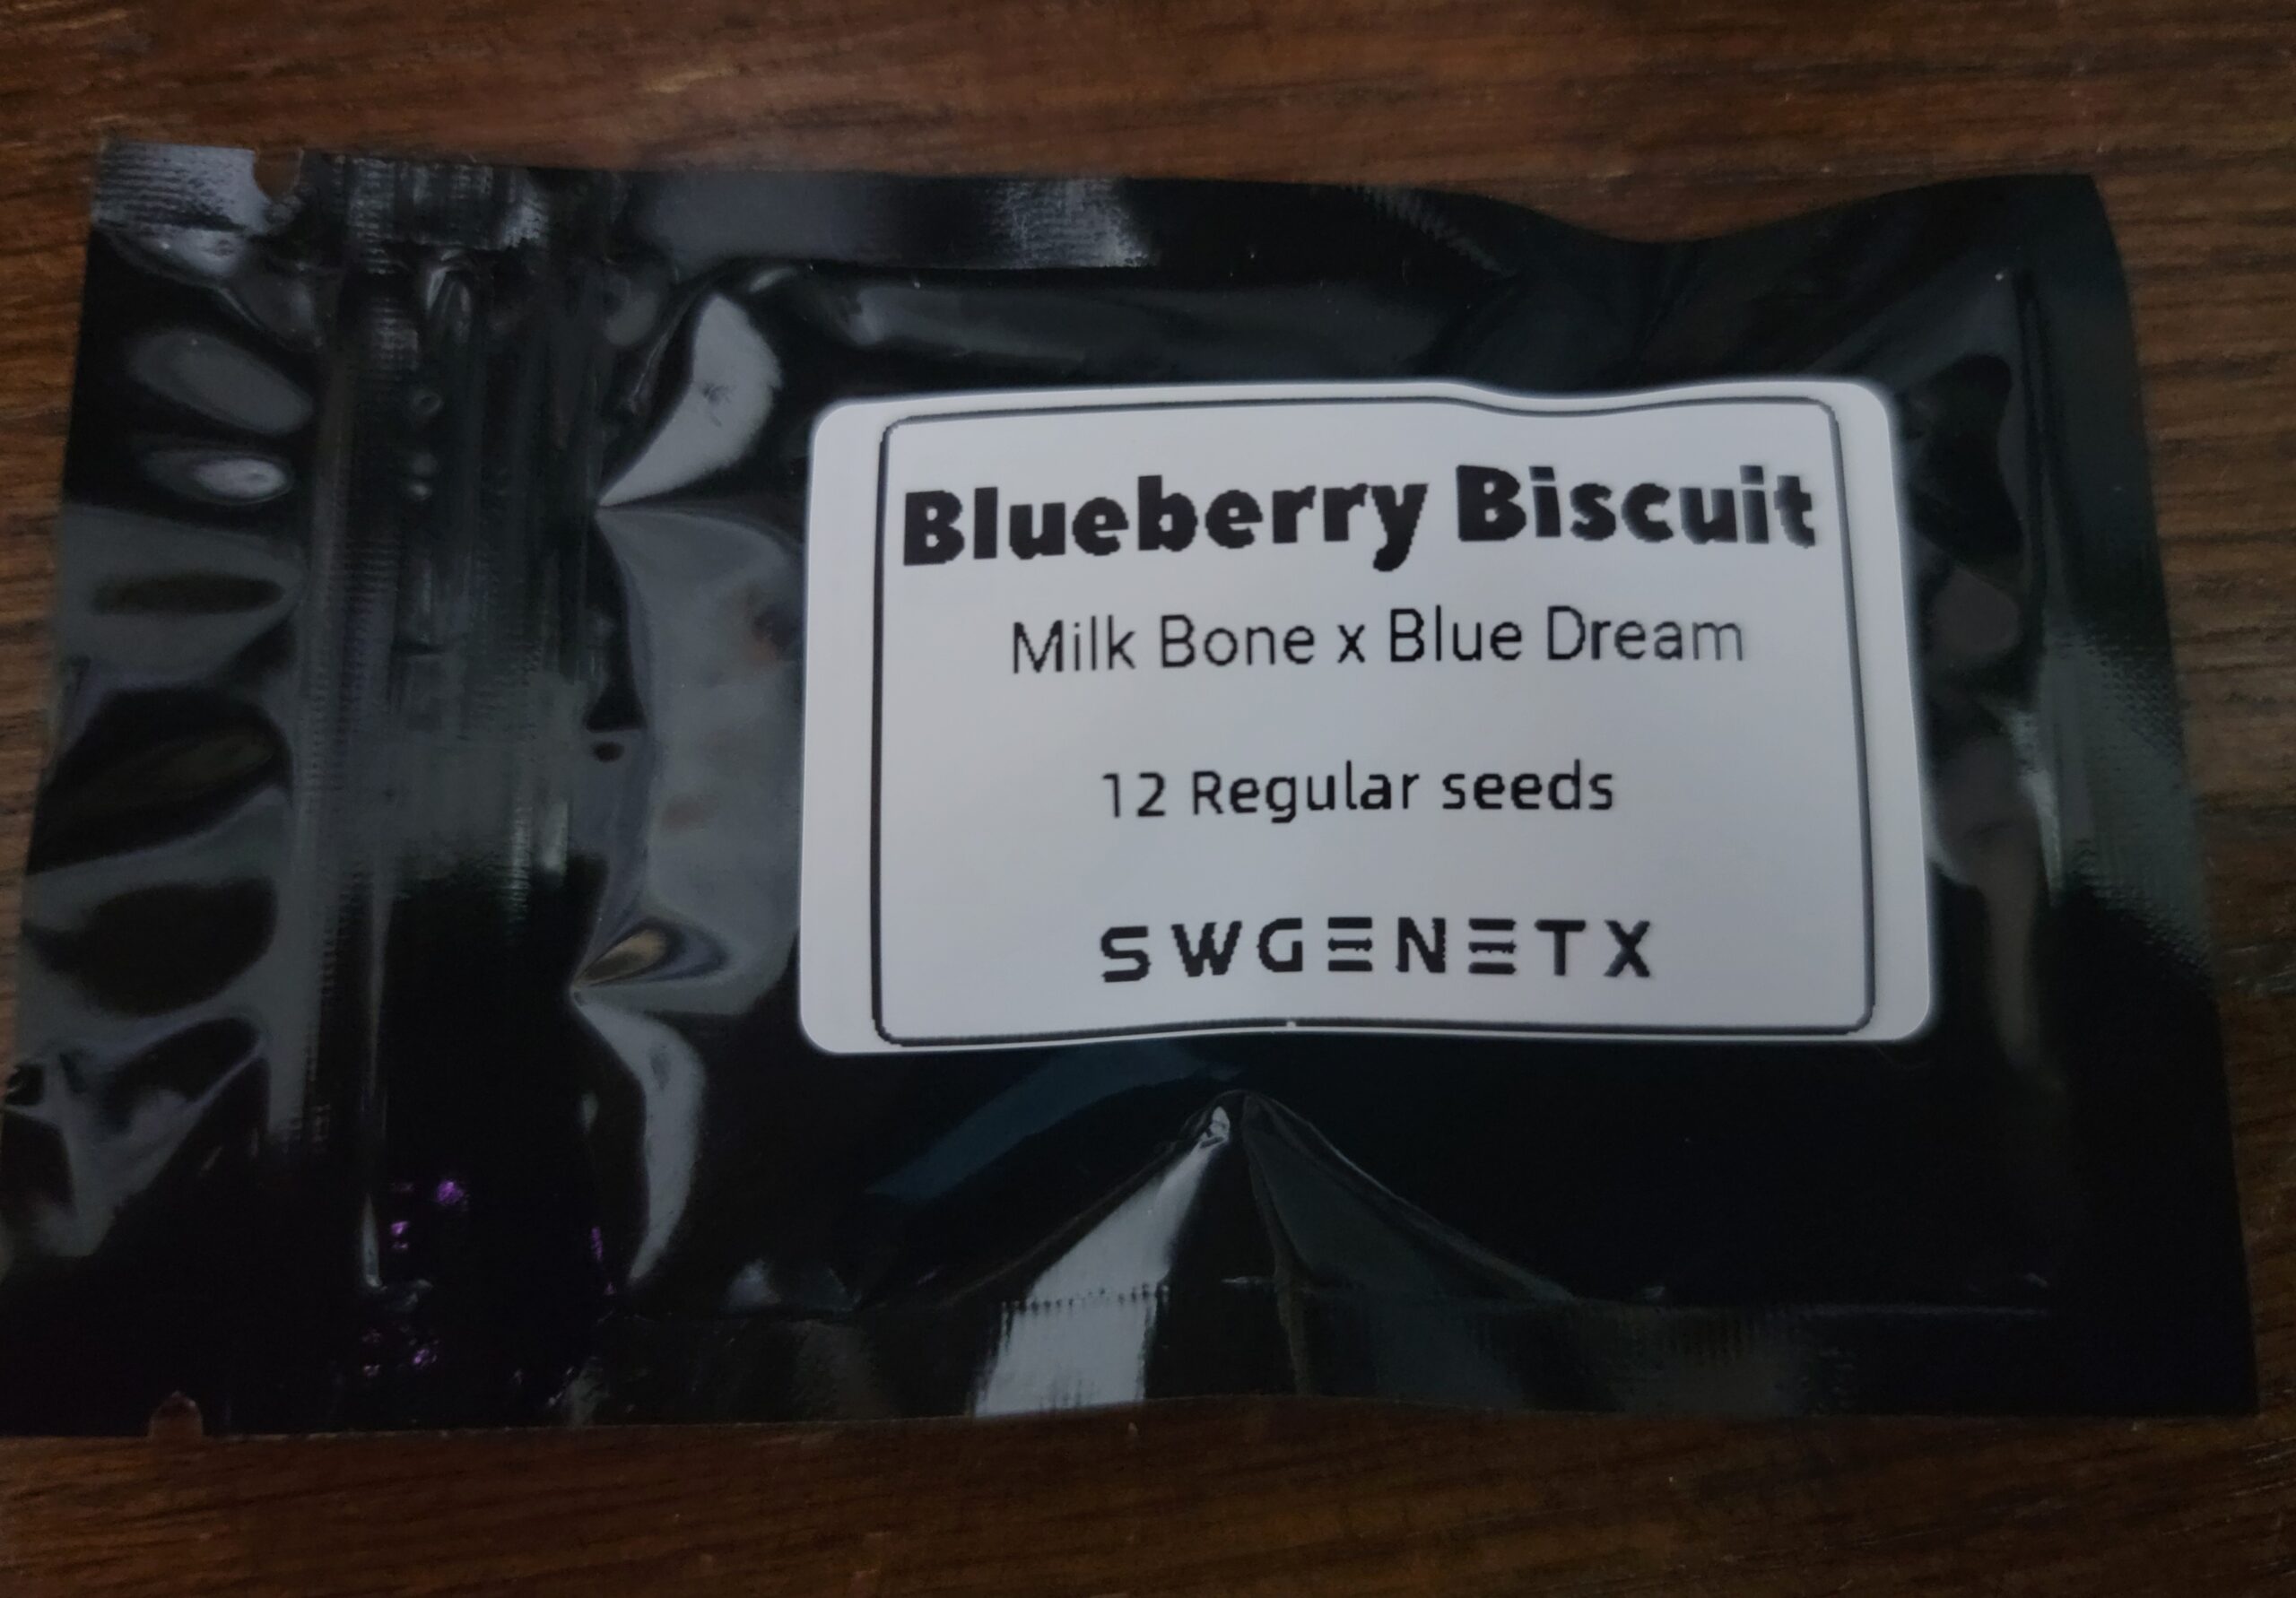 Blueberry Biscuit
Milk Bone x Blue Dream
12 Regular seeds
SWGENETX